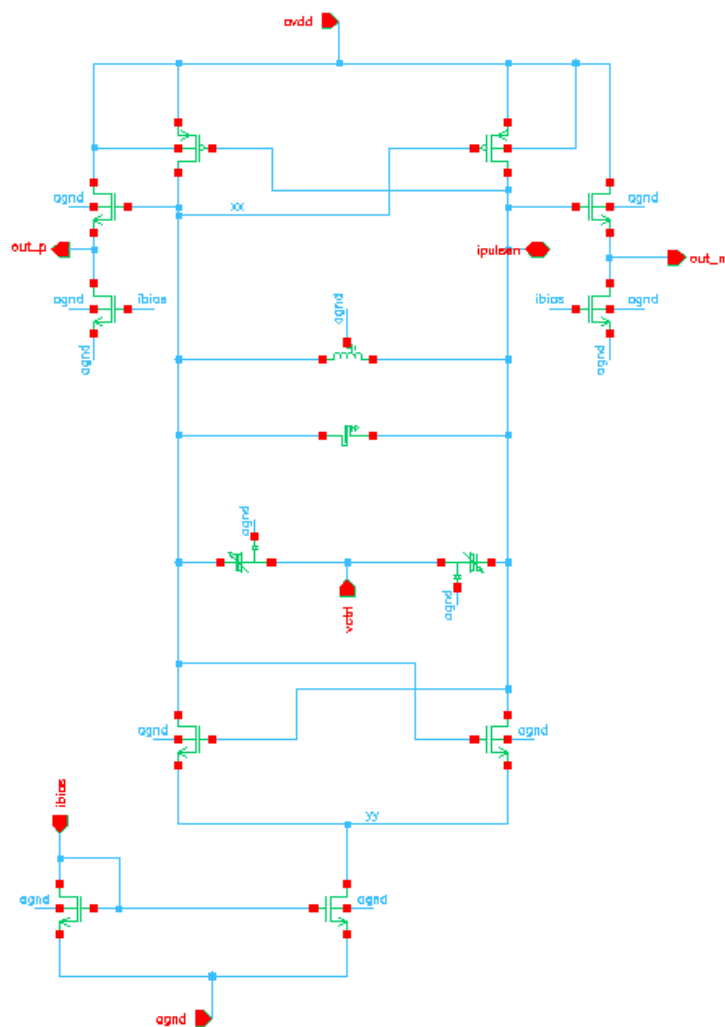 avdd
agnd
xx
agnd
out_p
ipulsen
out_n
agnd
ibias
ibias
agnd
agnd
agnd
agnd
agnd
agnd
vctrl
agnd
agnd
yy
ibias
agnd
agnd
agnd